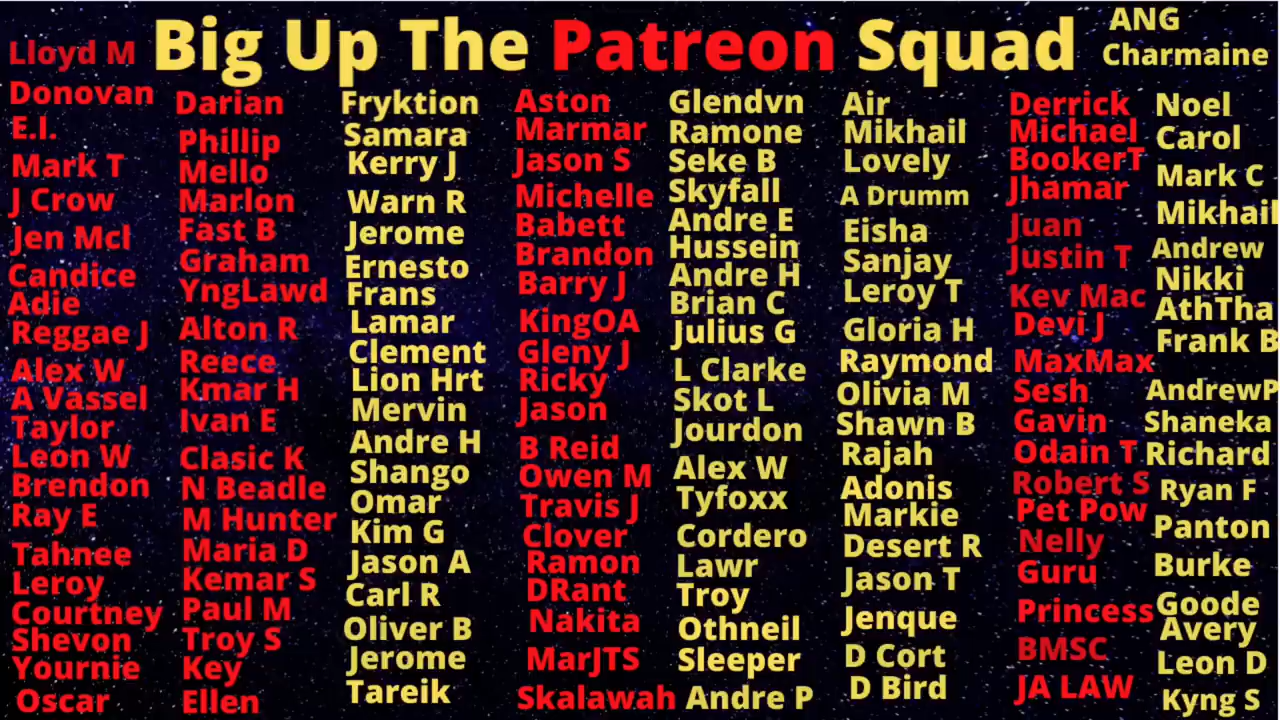 Big Up The Patreon Squad
Lloyd M
Donovan
E.I.
Mark T
J Crow
Jen Mcl
Candice
Adie
Reggae J
Alex W
A Vassel
Taylor
Leon W
Brendon
Ray E
Tahnee
Leroy
Courtney
Shevon
Yournie
Oscar
Darian
Phillip
Mello
Marlon
Fast B
Graham
YngLawd
Alton R
Reece
Kmar H
Ivan E
Clasic K
N Beadle
M Hunter
Maria D
Kemar S
Paul M
Troy S
Key
Ellen
Fryktion
Samara
Kerry J
Warn R
Jerome
Ernesto
Frans
Lamar
Clement
Lion Hrt
Mervin
Andre H
Shango
Omar
Kim G
Jason A
Carl R
Oliver B
Jerome
Tareik
Aston
Marmar
Jason S
Michelle
Babett
Brandon
Barry J
KingOA
Gleny J
Ricky
Jason
B Reid
Owen M
Travis J
Clover
Ramon
DRant
Nakita
MarJTS
Skalawah
Glendvn
Ramone
Seke B
Skyfall
Andre E
Hussein
Andre H
Brian C
Julius G
L Clarke
Skot L
Jourdon
Alex W
Tyfoxx
Cordero
Lawr
Troy
Othneil
Sleeper
Andre P
Air
Mikhail
Lovely
A Drumm
Eisha
Sanjay
Leroy T
Gloria H
Raymond
Olivia M
Shawn B
Rajah
Adonis
Markie
Desert R
Jason T
Jenque
D Cort
D Bird
Derrick
Michael
BookerT
Jhamar
Juan
Justin T
Kev Mac
Devi J
MaxMax
Sesh
Gavin
Odain T
Robert S
Pet Pow
Nelly
Guru
Princess
BMSC
JA LAW
ANG
Charmaine
Noel
Carol
Mark C
Mikhail
Andrew
Nikki
AthTha
Frank B
AndrewP
Shaneka
Richard
Ryan F
Panton
Burke
Goode
Avery
Leon D
Kyng S